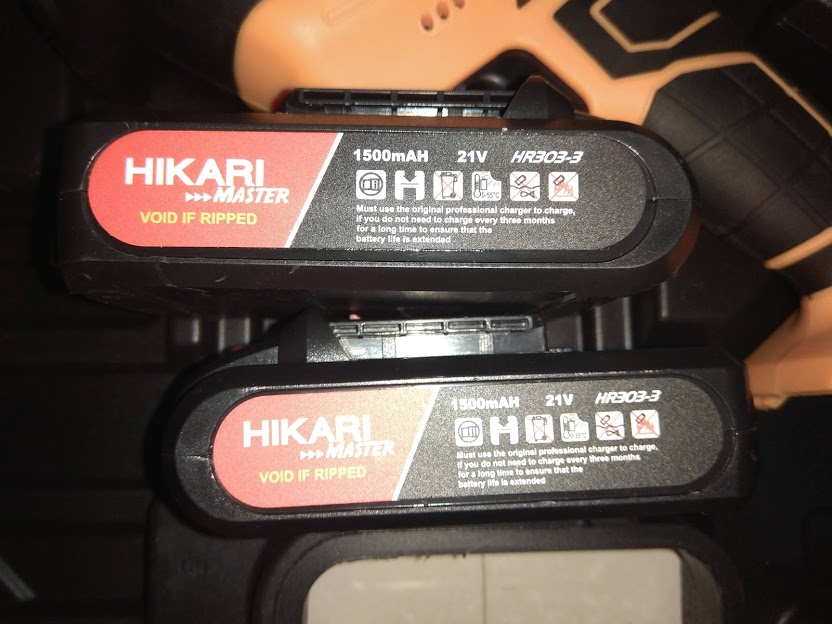 HIKARI
MASTER
VOID IF RIPPED
1500mAH 21V HR303-3
0-55°C
Must use the original professional charger to charge,
if you do not need to charge every three months
for a long time to ensure that the
battery life is extended
HIKARI
MASTER
VOID IF RIPPED
1500mAH 21V HR303-3
Must use the original professional charger to charge,
if you do not need to charge every three months
for a long time to ensure that the
battery life is extended